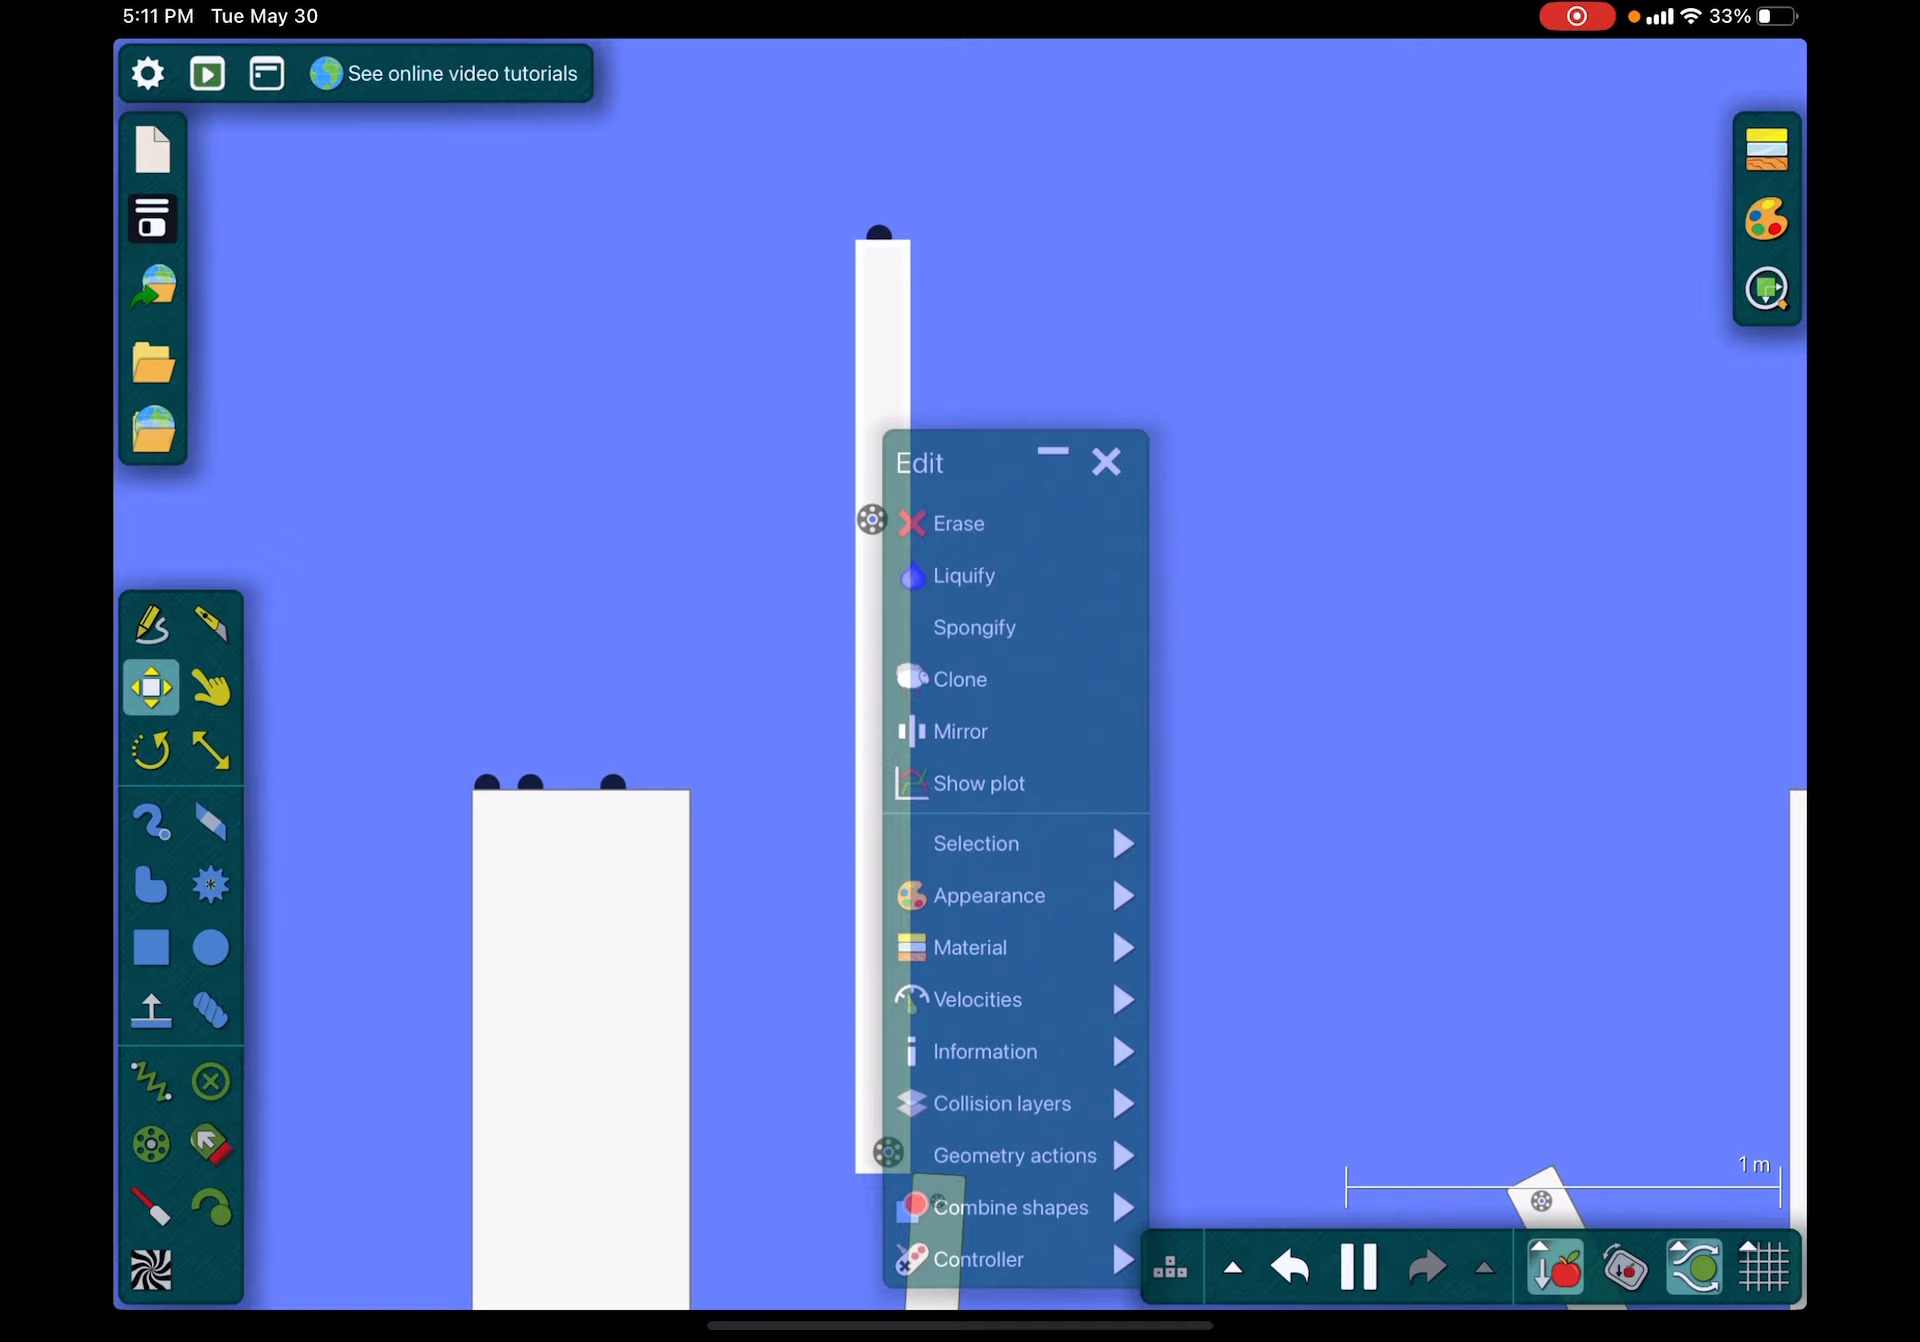 5:11 PM Tue May 30
33%
See online video tutorials
Edit
Erase
Liquify
Spongify
Clone
Mirror
Show plot
Selection
Appearance
Material
Velocities
Information
Collision layers
Geometry actions
Combine shapes
Controller
1 m